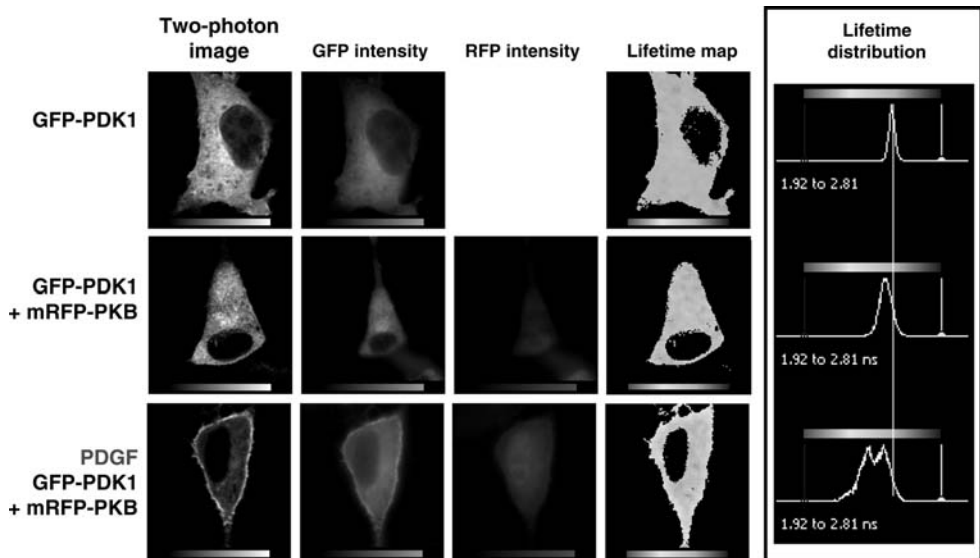 Two-photon
image
GFP intensity
RFP intensity
Lifetime map
Lifetime
distribution
GFP-PDK1
1.92 to 2.81
GFP-PDK1
+ mRFP-PKB
1.92 to 2.81 ns
PDGF
GFP-PDK1
+ mRFP-PKB
1.92 to 2.81 ns